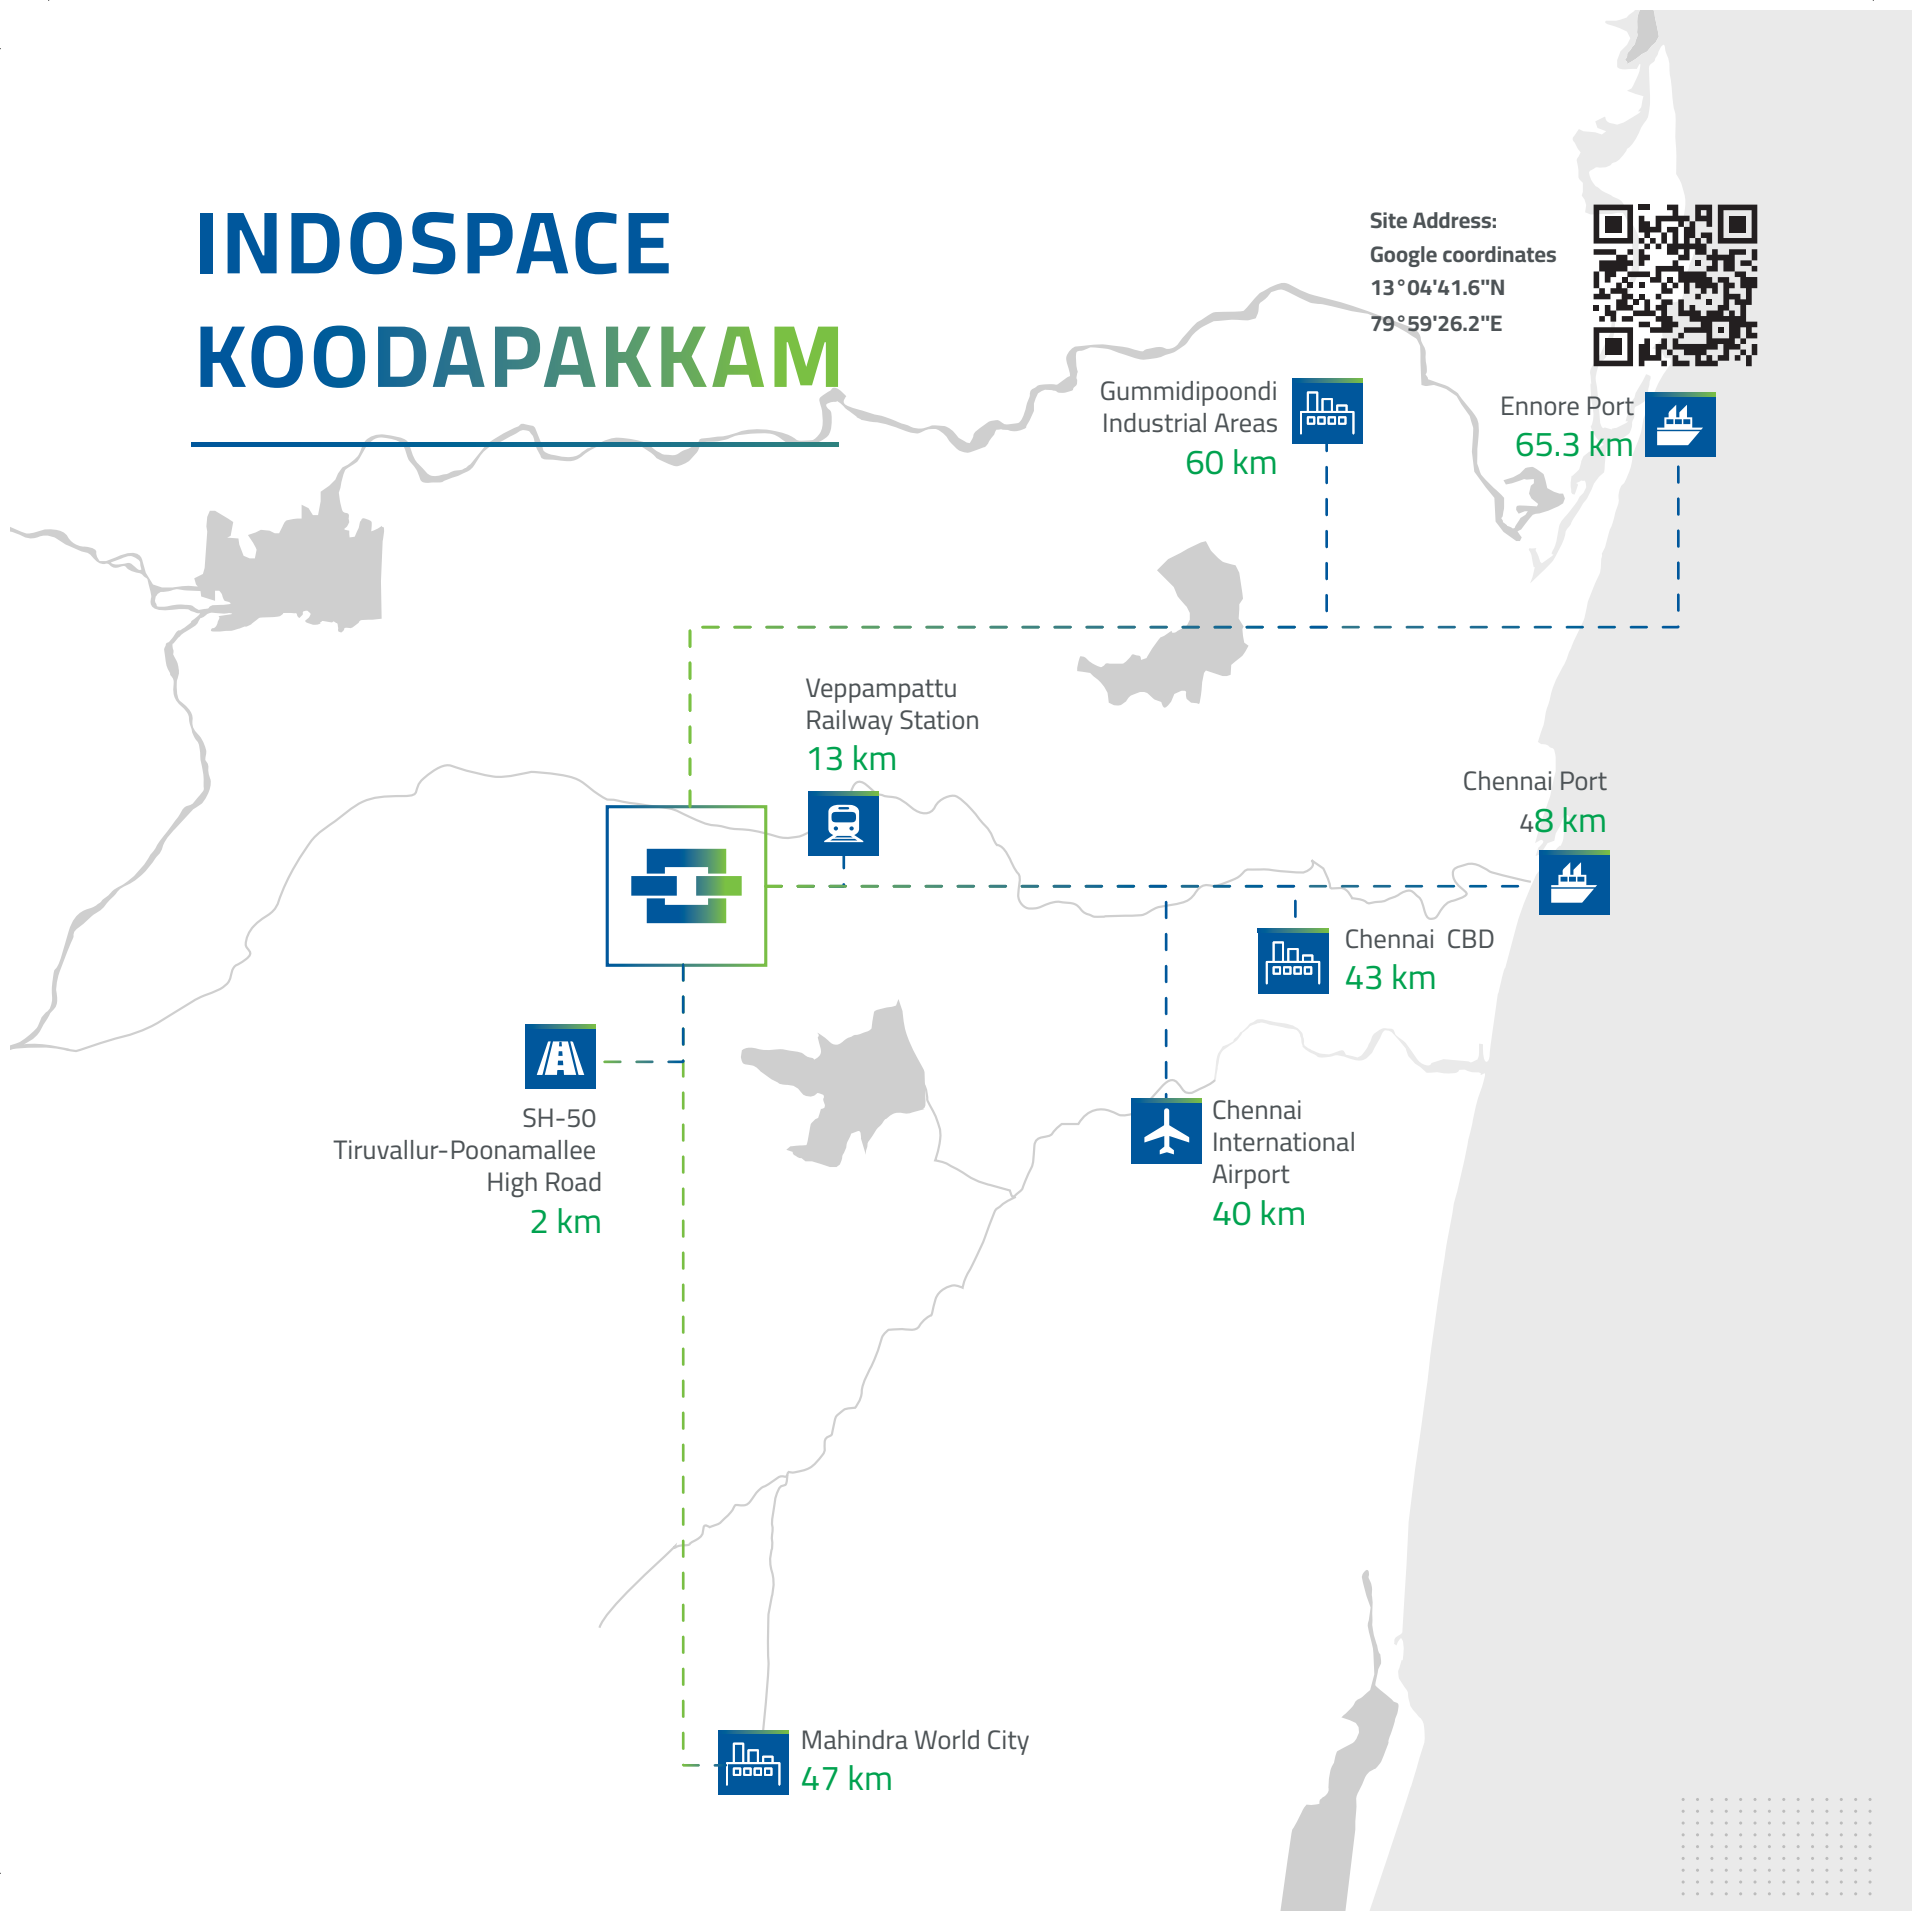 INDOSPACE
KOODAPAKKAM
Site Address:
Google coordinates
13°04'41.6"N
79°59'26.2"E
Gummidipoondi
Industrial Areas
60 km
Ennore Port
65.3 km
Veppampattu
Railway Station
13 km
Chennai Port
48 km
Chennai CBD
43 km
SH-50
Tiruvallur-Poonamallee
High Road
2 km
Chennai
International
Airport
40 km
Mahindra World City
47 km